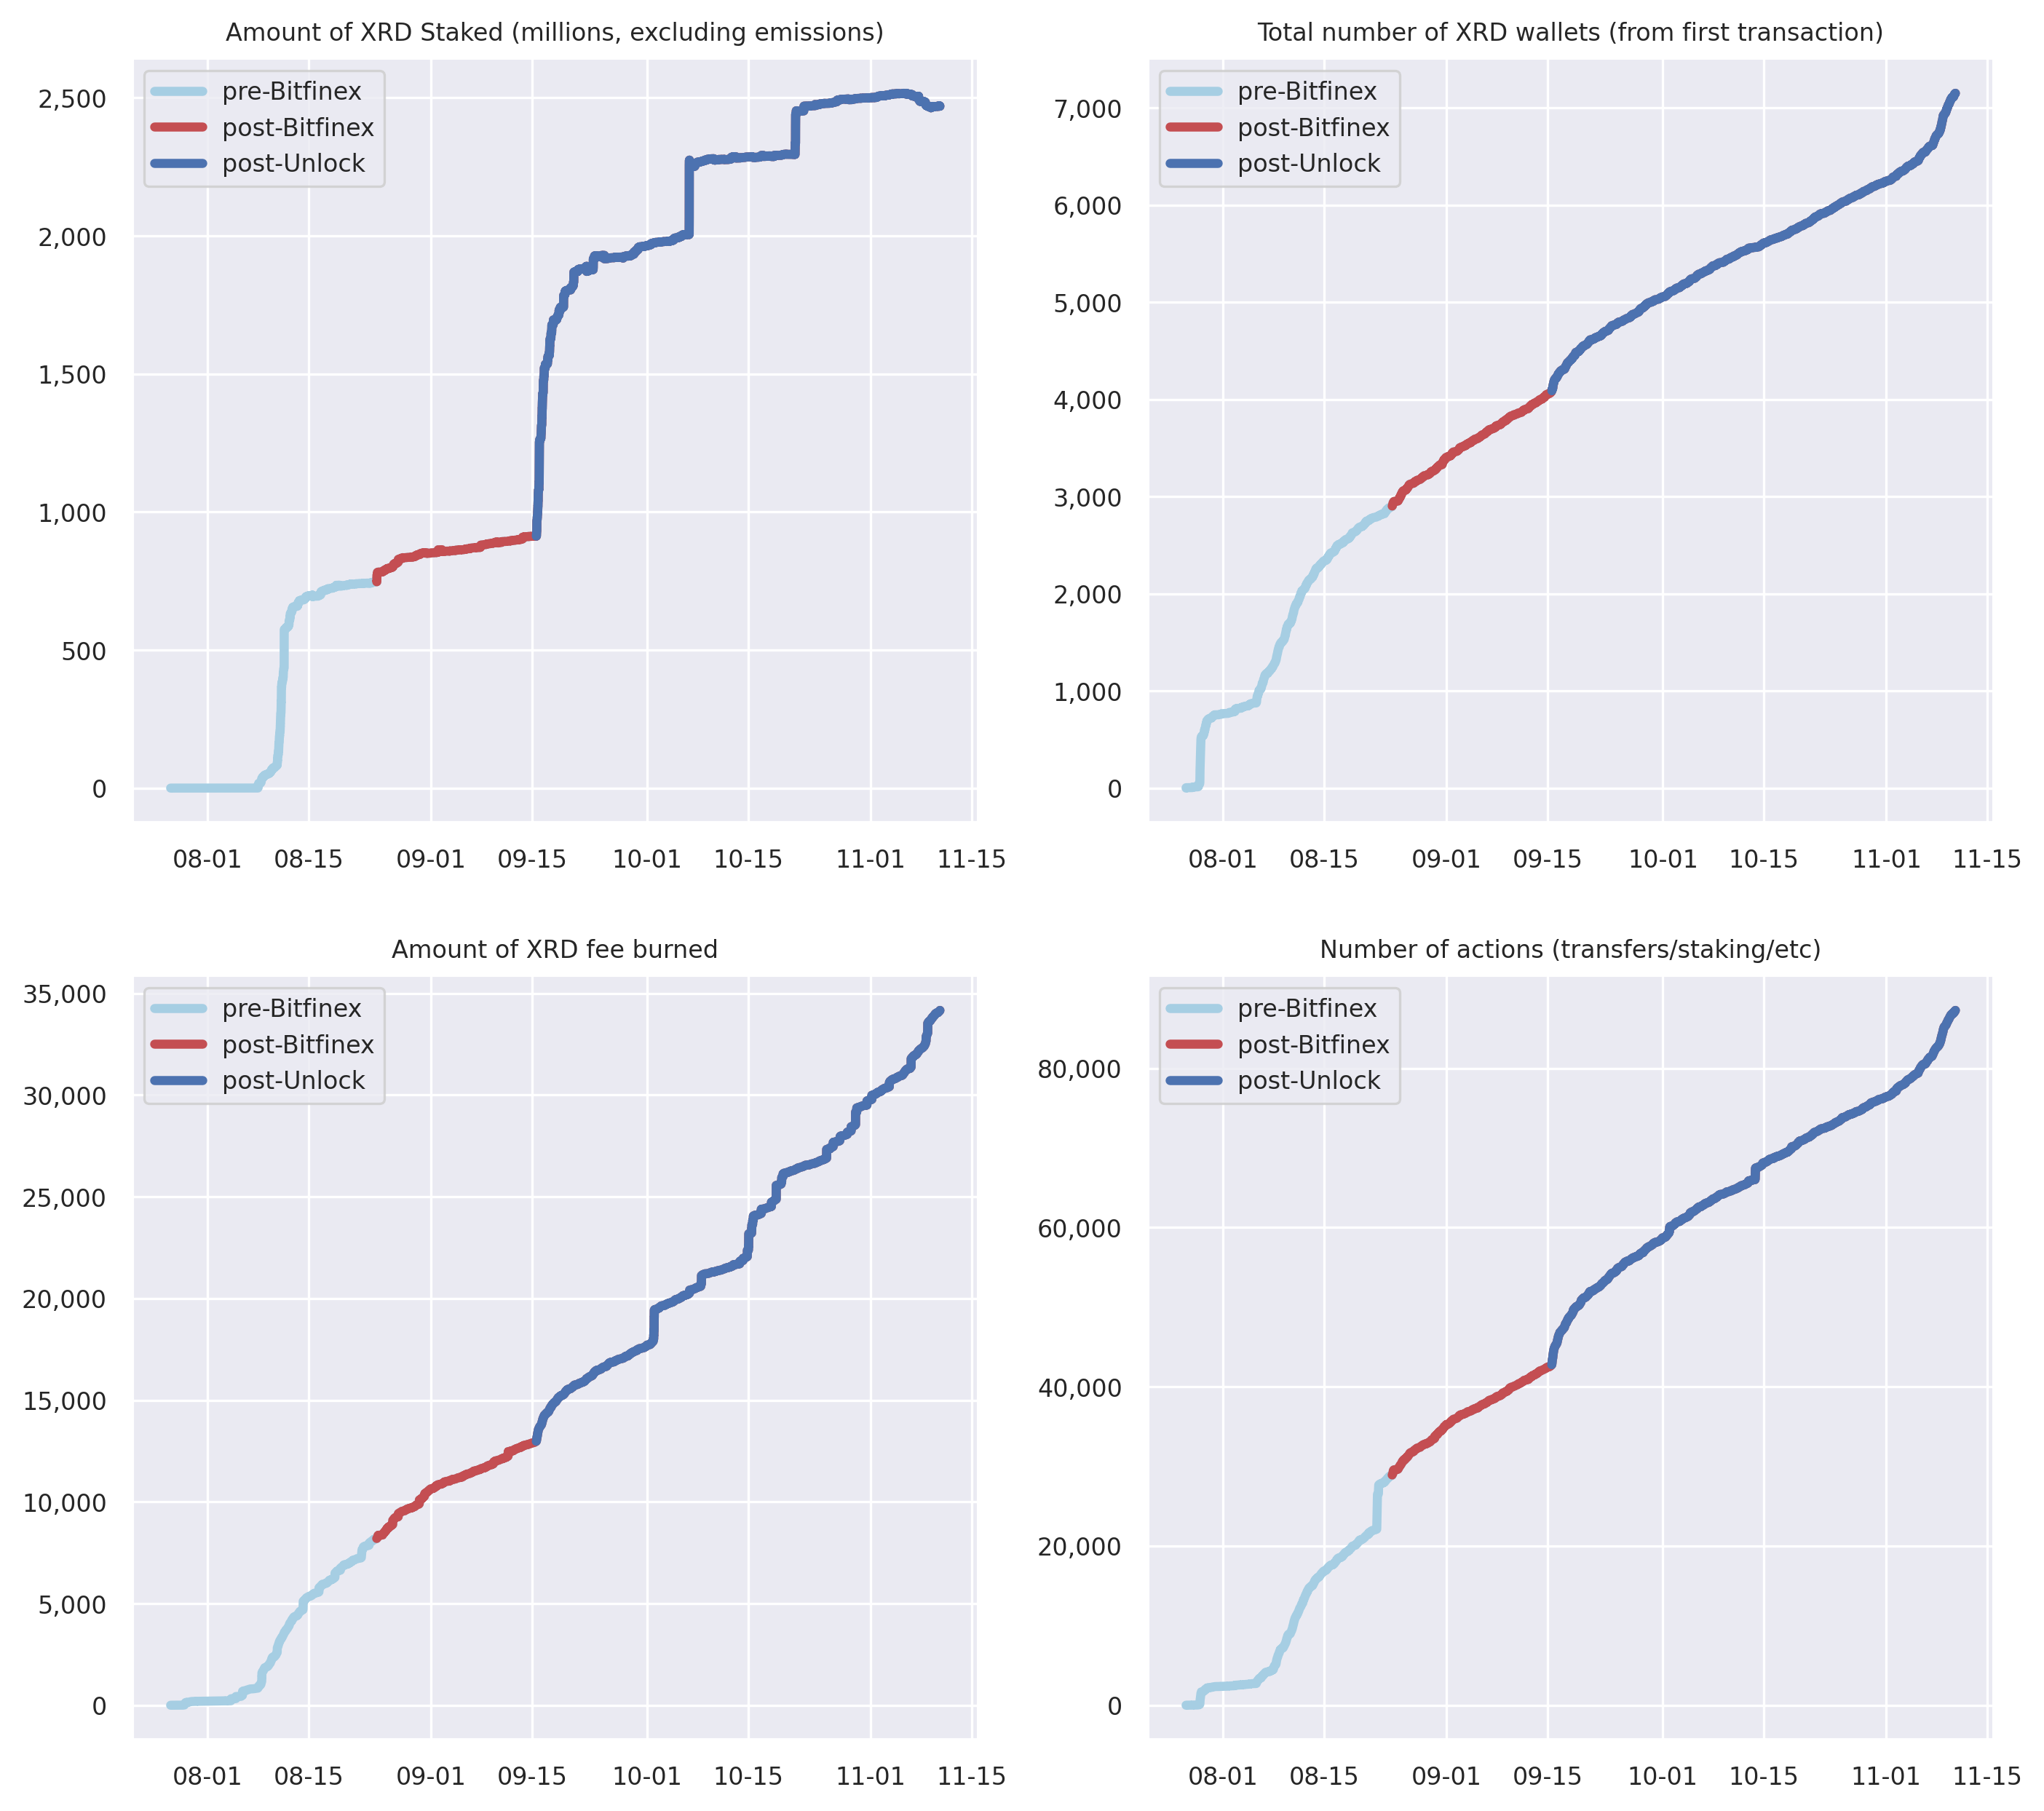 Amount of XRD Staked (millions, excluding emissions)
pre-Bitfinex
post-Bitfinex
post-Unlock
2,500
2,000
1,500
1,000
500
0
08-01 08-15 09-01 09-15 10-01 10-15 11-01 11-15
Total number of XRD wallets (from first transaction)
pre-Bitfinex
post-Bitfinex
post-Unlock
7,000
6,000
5,000
4,000
3,000
2,000
1,000
0
08-01 08-15 09-01 09-15 10-01 10-15 11-01 11-15
Amount of XRD fee burned
pre-Bitfinex
post-Bitfinex
post-Unlock
35,000
30,000
25,000
20,000
15,000
10,000
5,000
0
08-01 08-15 09-01 09-15 10-01 10-15 11-01 11-15
Number of actions (transfers/staking/etc)
pre-Bitfinex
post-Bitfinex
post-Unlock
80,000
60,000
40,000
20,000
0
08-01 08-15 09-01 09-15 10-01 10-15 11-01 11-15